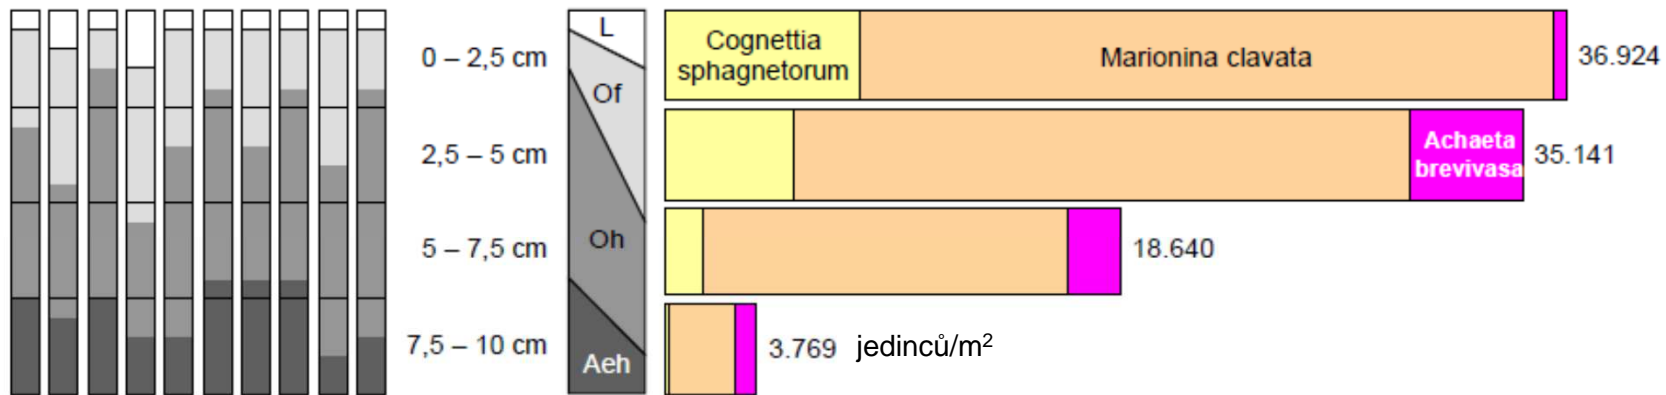 0 – 2,5 cm
L
Cognettia
sphagnetorum
Marionina clavata
36.924
Of
2,5 – 5 cm
Achaeta
brevivasa
35.141
5 – 7,5 cm
Oh
18.640
7,5 – 10 cm
Aeh
3.769 jedinců/m²